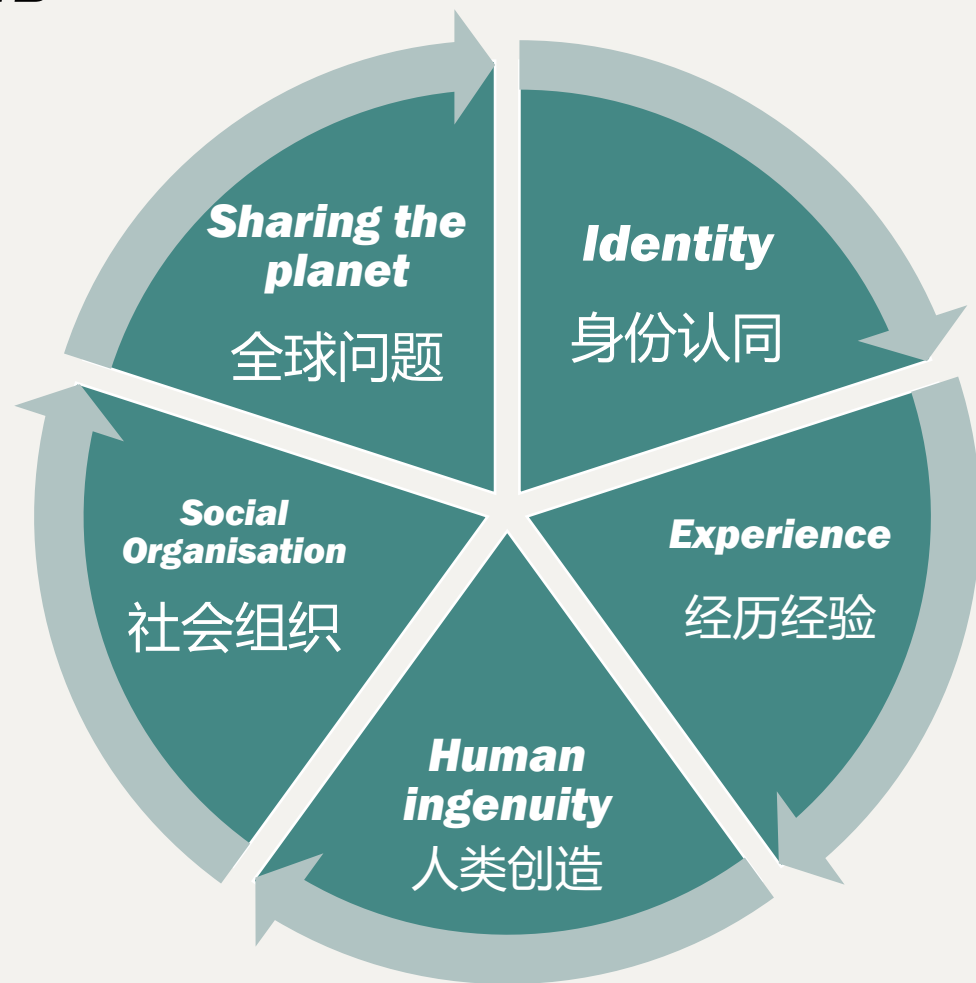 Sharing the
planet
全球问题
Identity
身份认同
Experience
经历经验
Human
ingenuity
人类创造
Social
Organisation
社会组织